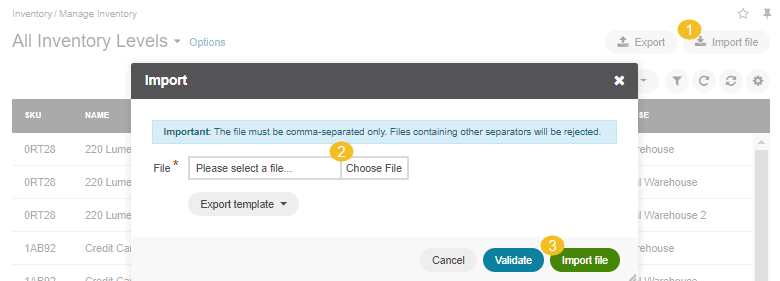 Inventory / Manage Inventory
All Inventory Levels Options
1
Export Import file
Import
Important: The file must be comma-separated only. Files containing other separators will be rejected.
2
File * Please select a file... Choose File
Export template
3
Cancel Validate Import file
SKU NAME SE
0RT28 220 Lume rehouse
0RT28 220 Lume l Warehouse
0RT28 220 Lume l Warehouse 2
1AB92 Credit Ca rehouse
1AB92 Credit Car l Warehouse